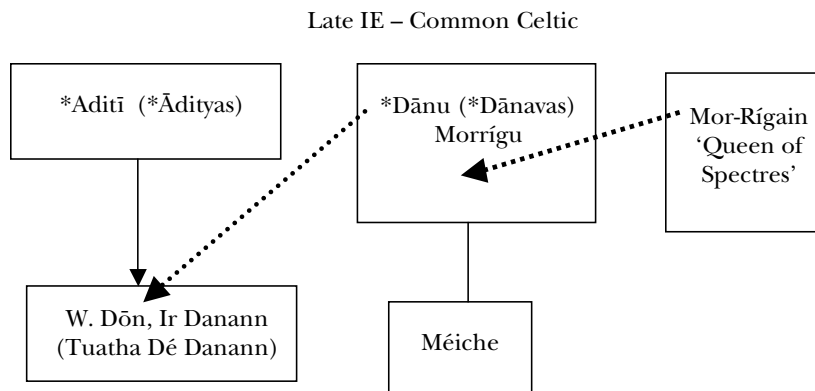 Late IE – Common Celtic
*Aditī (*Ādityas)
*Dānu (*Dānavas)
Morrígu
Mor-Rígain
‘Queen of
Spectres’
W. Dōn, Ir Danann
(Tuatha Dé Danann)
Méiche